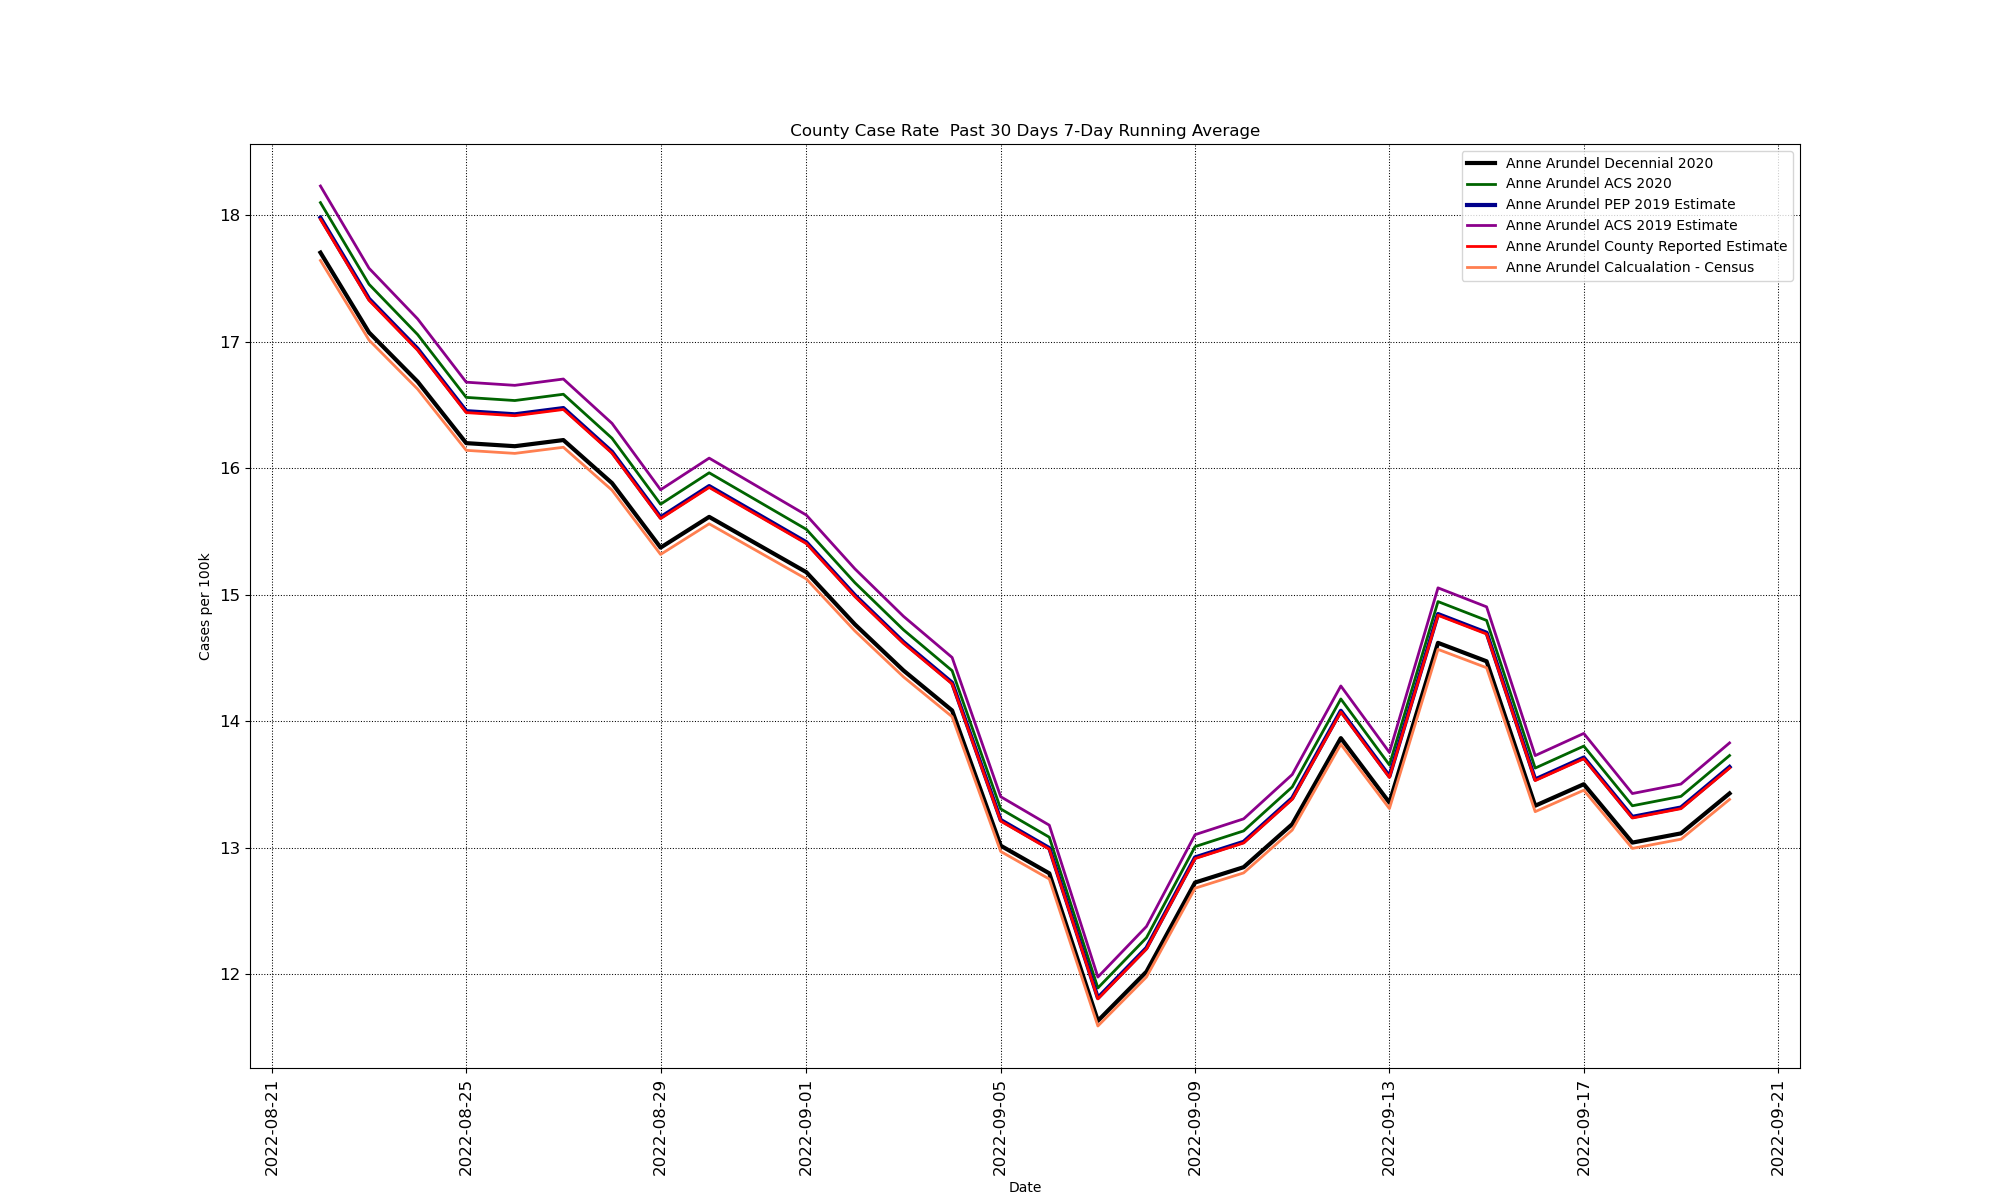 County Case Rate  Past 30 Days 7-Day Running Average
Anne Arundel Decennial 2020
Anne Arundel ACS 2020
Anne Arundel PEP 2019 Estimate
Anne Arundel ACS 2019 Estimate
Anne Arundel County Reported Estimate
Anne Arundel Calcualation - Census
18
17
16
15
14
13
12
Cases per 100k
2022-08-21
2022-08-25
2022-08-29
2022-09-01
2022-09-05
2022-09-09
2022-09-13
2022-09-17
2022-09-21
Date